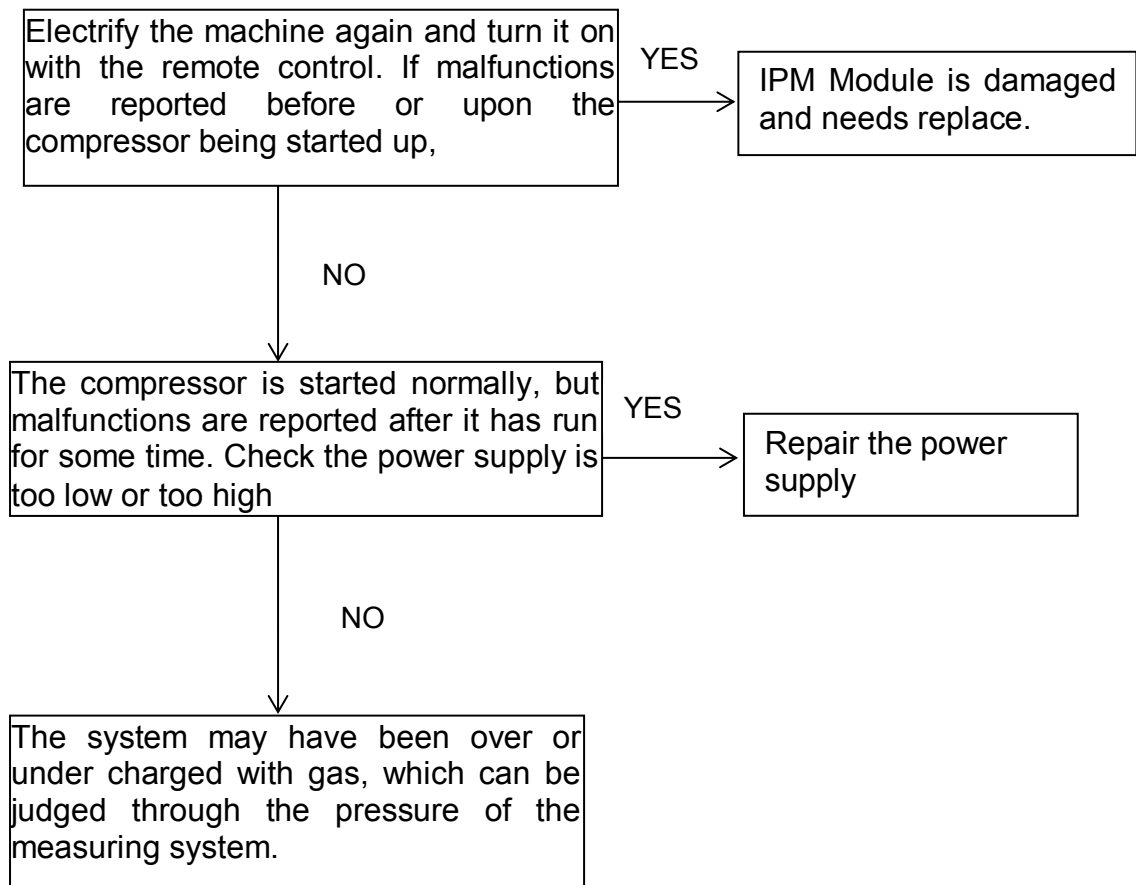 Electrify the machine again and turn it on
with the remote control. If malfunctions
are reported before or upon the
compressor being started up,
YES
IPM Module is damaged
and needs replace.
NO
The compressor is started normally, but
malfunctions are reported after it has run
for some time. Check the power supply is
too low or too high
YES
Repair the power
supply
NO
The system may have been over or
under charged with gas, which can be
judged through the pressure of the
measuring system.